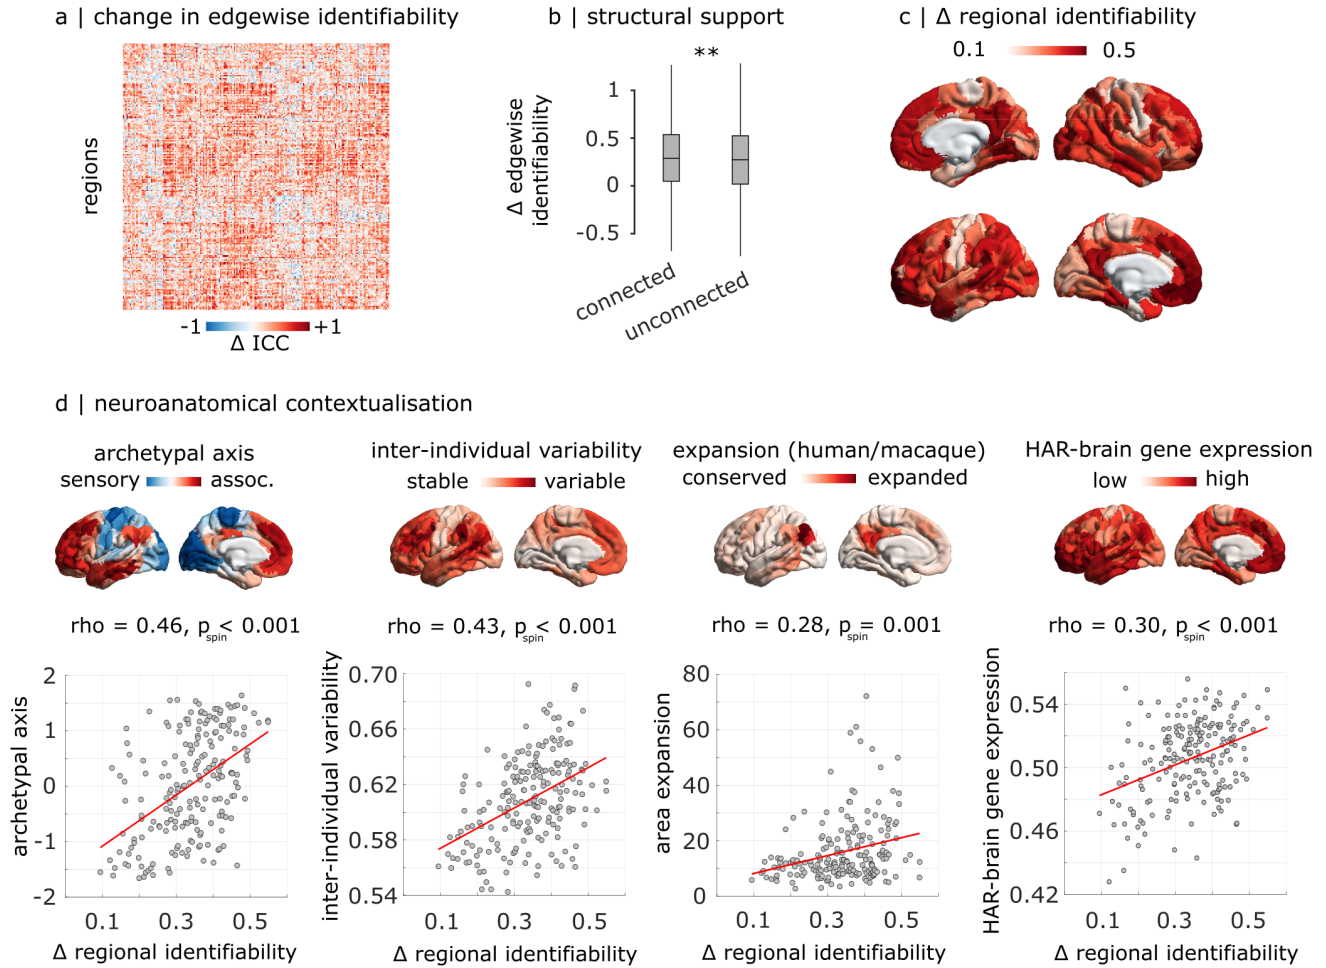 a | change in edgewise identifiability
regions
-1 +1
Δ ICC
b | structural support
**
Δ edgewise
identifiability
1
0.5
0
-0.5
connected
unconnected
c | Δ regional identifiability
0.1 0.5
d | neuroanatomical contextualisation
archetypal axis
sensory assoc.
rho = 0.46, pspin < 0.001
archetypal axis
2
1
0
-1
-2
0.1 0.3 0.5
Δ regional identifiability
inter-individual variability
stable variable
rho = 0.43, pspin < 0.001
inter-individual variability
0.70
0.66
0.62
0.58
0.54
0.1 0.3 0.5
Δ regional identifiability
expansion (human/macaque)
conserved expanded
rho = 0.28, pspin = 0.001
area expansion
80
60
40
20
0
0.1 0.3 0.5
Δ regional identifiability
HAR-brain gene expression
low high
rho = 0.30, pspin < 0.001
HAR-brain gene expression
0.54
0.50
0.46
0.42
0.1 0.3 0.5
Δ regional identifiability